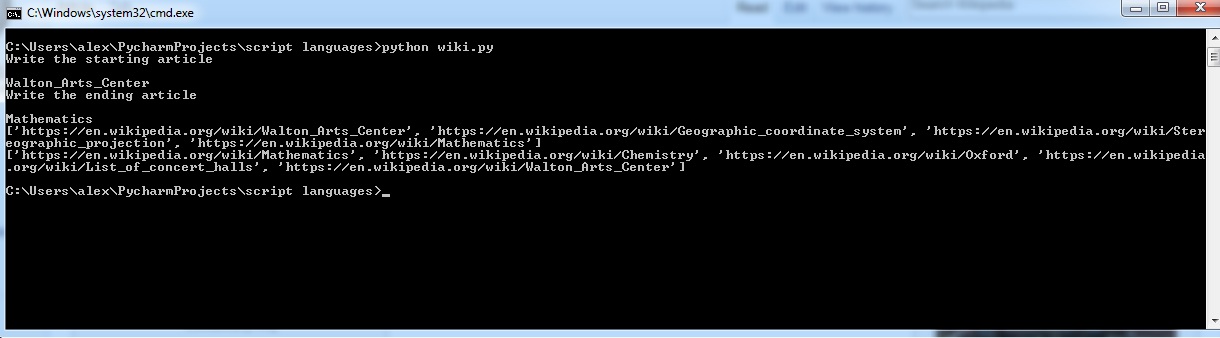 Read Edit View history Search Wikipedia
C:\Windows\system32\cmd.exe
C:\Users\alex\PycharmProjects\script languages>python wiki.py
Write the starting article
Walton_Arts_Center
Write the ending article
Mathematics
['https://en.wikipedia.org/wiki/Walton_Arts_Center', 'https://en.wikipedia.org/wiki/Geographic_coordinate_system', 'https://en.wikipedia.org/wiki/Ster
eographic_projection', 'https://en.wikipedia.org/wiki/Mathematics']
['https://en.wikipedia.org/wiki/Mathematics', 'https://en.wikipedia.org/wiki/Chemistry', 'https://en.wikipedia.org/wiki/Oxford', 'https://en.wikipedia
.org/wiki/List_of_concert_halls', 'https://en.wikipedia.org/wiki/Walton_Arts_Center']
C:\Users\alex\PycharmProjects\script languages>_